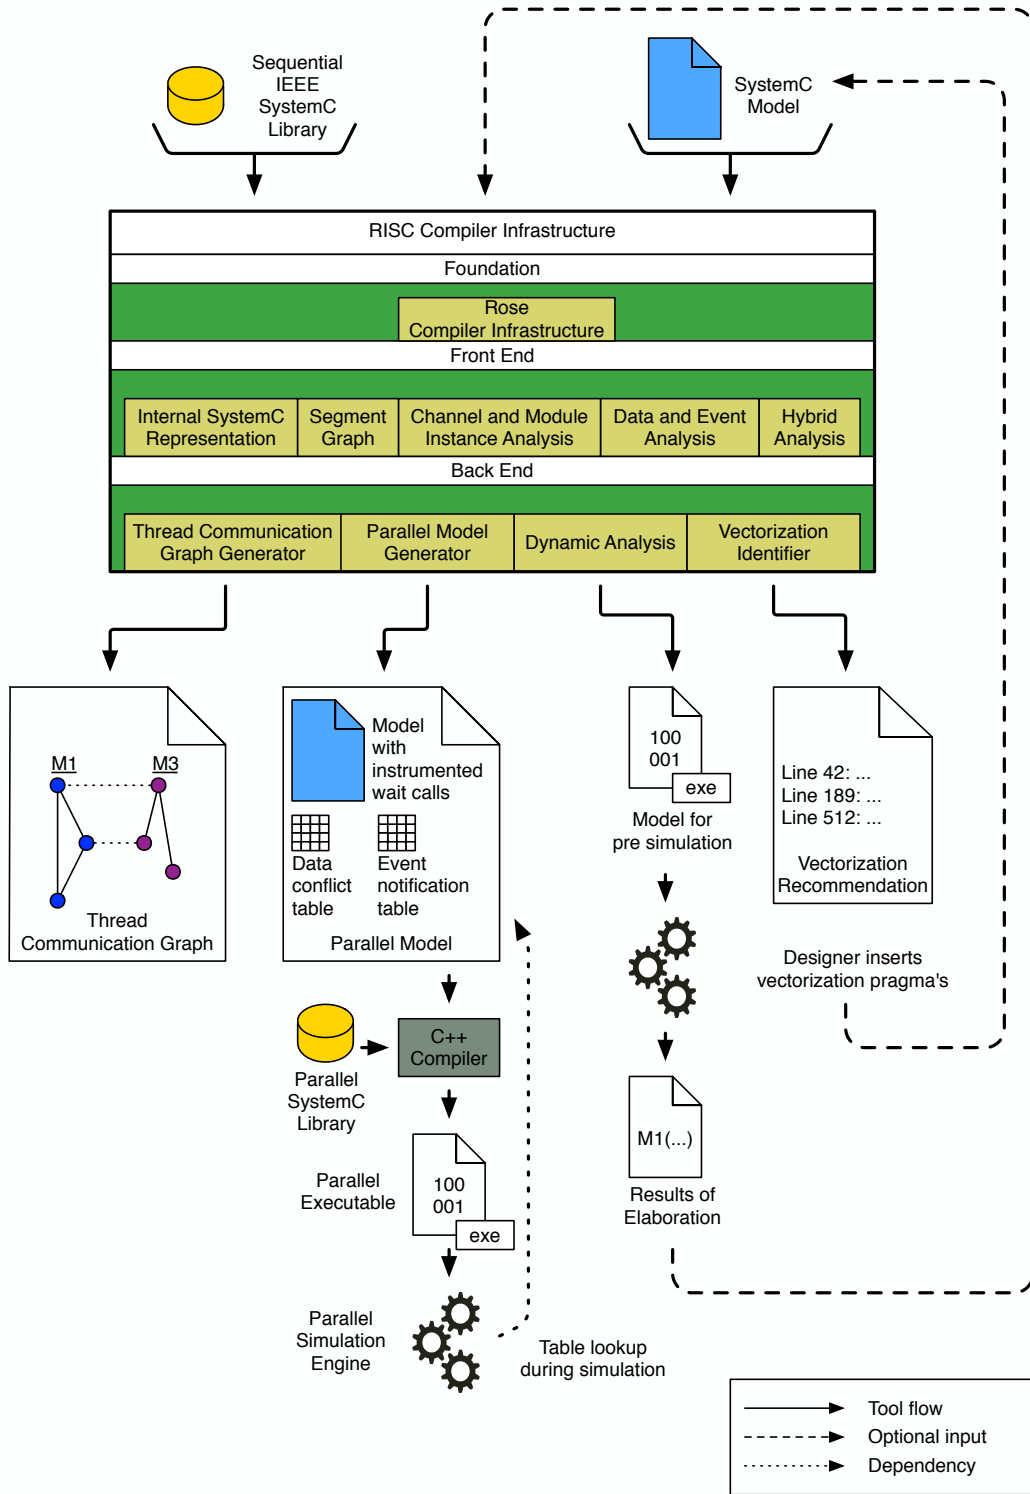 Sequential
IEEE
SystemC
Library
SystemC
Model
RISC Compiler Infrastructure
Foundation
Rose
Compiler Infrastructure
Front End
Internal SystemC
Representation
Segment
Graph
Channel and Module
Instance Analysis
Data and Event
Analysis
Hybrid
Analysis
Back End
Thread Communication
Graph Generator
Parallel Model
Generator
Dynamic Analysis
Vectorization
Identifier
M1
M3
Thread
Communication Graph
Model
with
instrumented
wait calls
Data
conflict
table
Event
notification
table
Parallel Model
100
001
exe
Model for
pre simulation
Line 42: ...
Line 189: ...
Line 512: ...
Vectorization
Recommendation
Designer inserts
vectorization pragma's
Parallel
SystemC
Library
C++
Compiler
M1(...)
Results of
Elaboration
Parallel
Executable
100
001
exe
Parallel
Simulation
Engine
Table lookup
during simulation
Tool flow
Optional input
Dependency